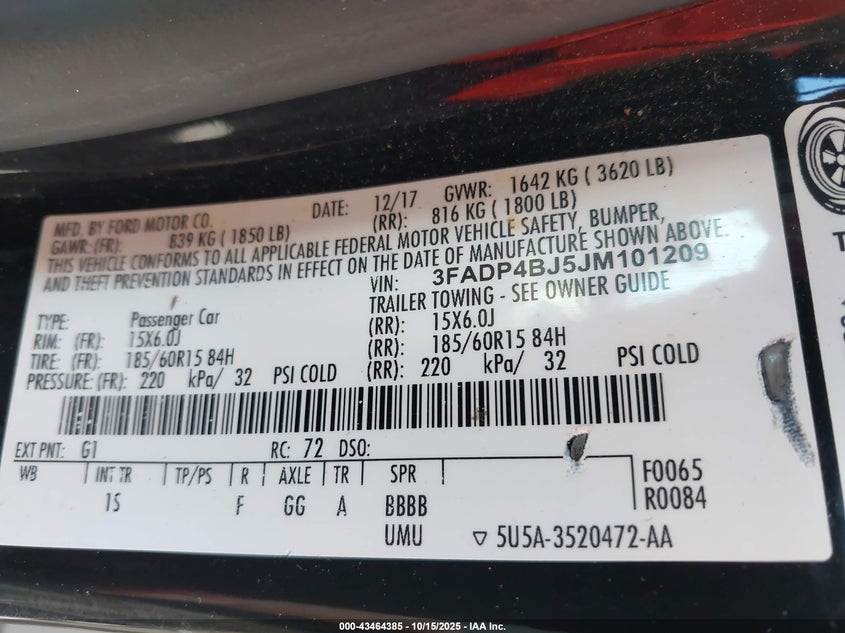 MFD. BY FORD MOTOR CO. DATE: 12/17 GVWR: 1642 KG ( 3620 LB)
GAWR: (FR): 839 KG ( 1850 LB) (RR): 816 KG ( 1800 LB)
THIS VEHICLE CONFORMS TO ALL APPLICABLE FEDERAL MOTOR VEHICLE SAFETY, BUMPER,
AND THEFT PREVENTION STANDARDS IN EFFECT ON THE DATE OF MANUFACTURE SHOWN ABOVE.
VIN: 3FADP4BJ5JM101209
TYPE: Passenger Car TRAILER TOWING - SEE OWNER GUIDE
RIM: (FR): 15X6.0J (RR): 15X6.0J
TIRE: (FR): 185/60R15 84H (RR): 185/60R15 84H
PRESSURE: (FR): 220 kPa/ 32 PSI COLD (RR): 220 kPa/ 32 PSI COLD
EXT PNT: G1 RC: 72 DSO:
WB INT TR TP/PS R AXLE TR SPR F0065
IS F GG A BBBB R0084
UMU ▽ 5U5A-3520472-AA
000-43464385 - 10/15/2025 - IAA Inc.